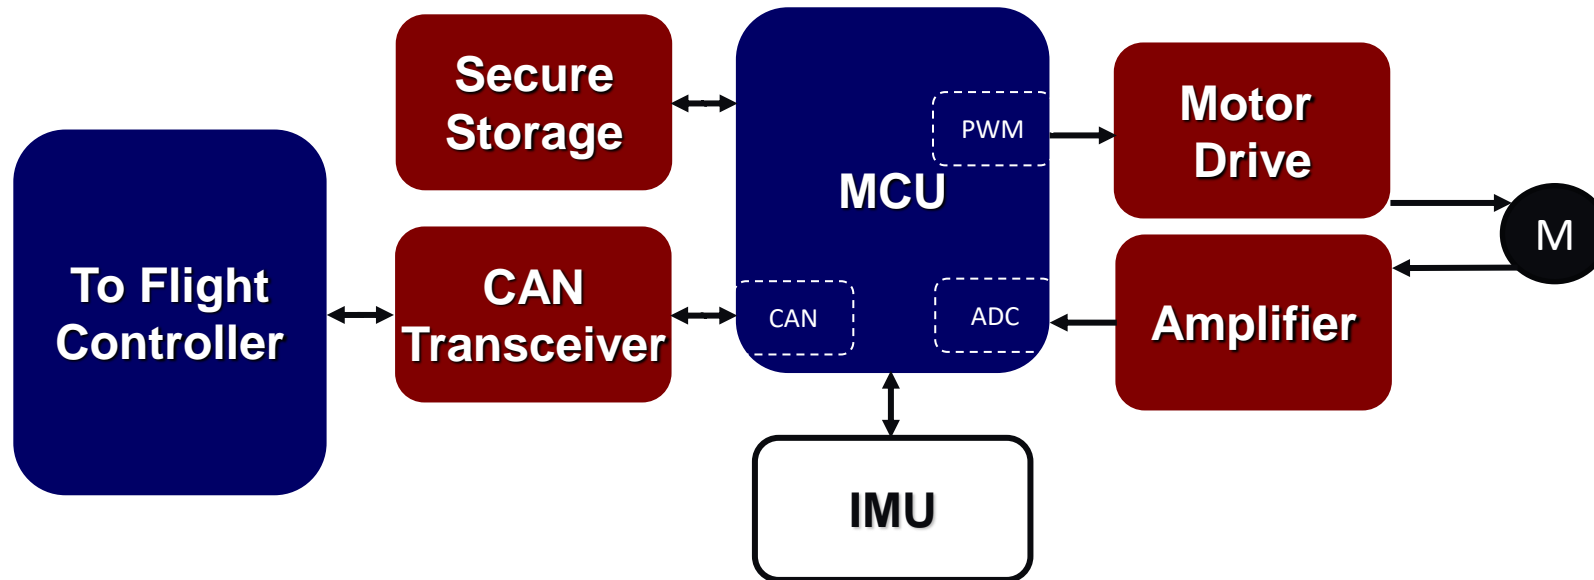 To Flight
Controller
Secure
Storage
CAN
Transceiver
MCU
PWM
CAN
ADC
IMU
Motor
Drive
Amplifier
M